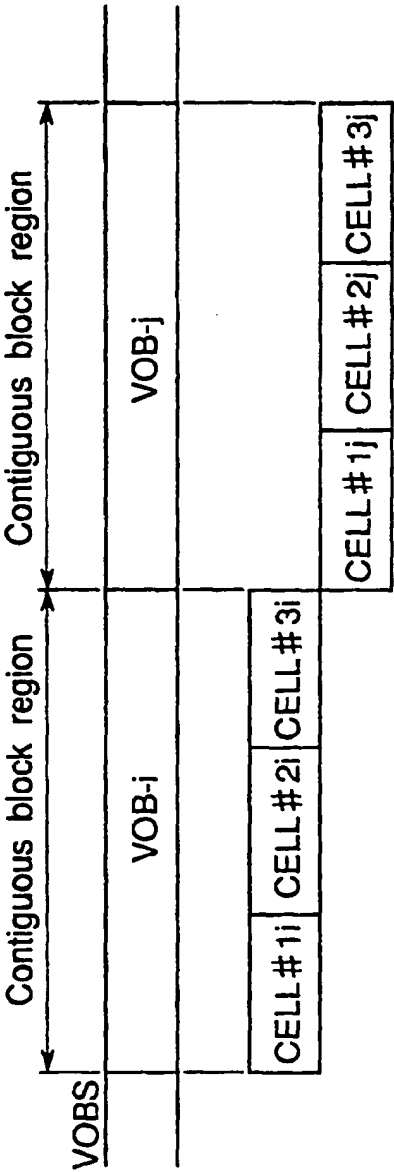 Contiguous block region
Contiguous block region
VOBS
VOB-i
VOB-j
CELL#1i
CELL#2i
CELL#3i
CELL#1j
CELL#2j
CELL#3j